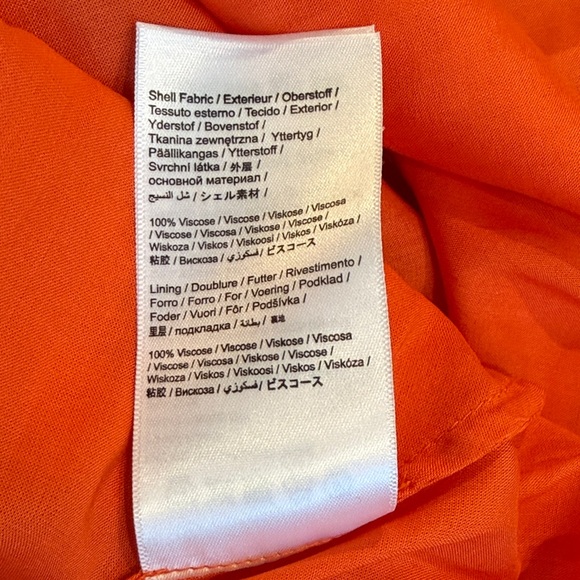 Shell Fabric / Exterieur / Oberstoff /
Tessuto esterno / Tecido / Exterior /
Yderstof / Bovenstof /
Tkanina zewnętrzna / Yttertyg /
Päällikangas / Ytterstoff /
Svrchní látka / 外層 /
основной материал /
شل النسيج / シェル素材 /
100% Viscose / Viscose / Viskose / Viscosa
/ Viscose / Viscosa / Viskose / Viscose /
Wiskoza / Viskos / Viskoosi / Viskos / Viskóza /
粘胶 / Вискоза / فسكوزي / ビスコース
Lining / Doublure / Futter / Rivestimento /
Forro / Forro / For / Voering / Podkład /
Foder / Vuori / Fôr / Podšívka /
里层 / подкладка / بطانة / 裏地
100% Viscose / Viscose / Viskose / Viscosa
/ Viscose / Viscosa / Viskose / Viscose /
Wiskoza / Viskos / Viskoosi / Viskos / Viskóza /
粘胶 / Вискоза / فسكوزي / ビスコース